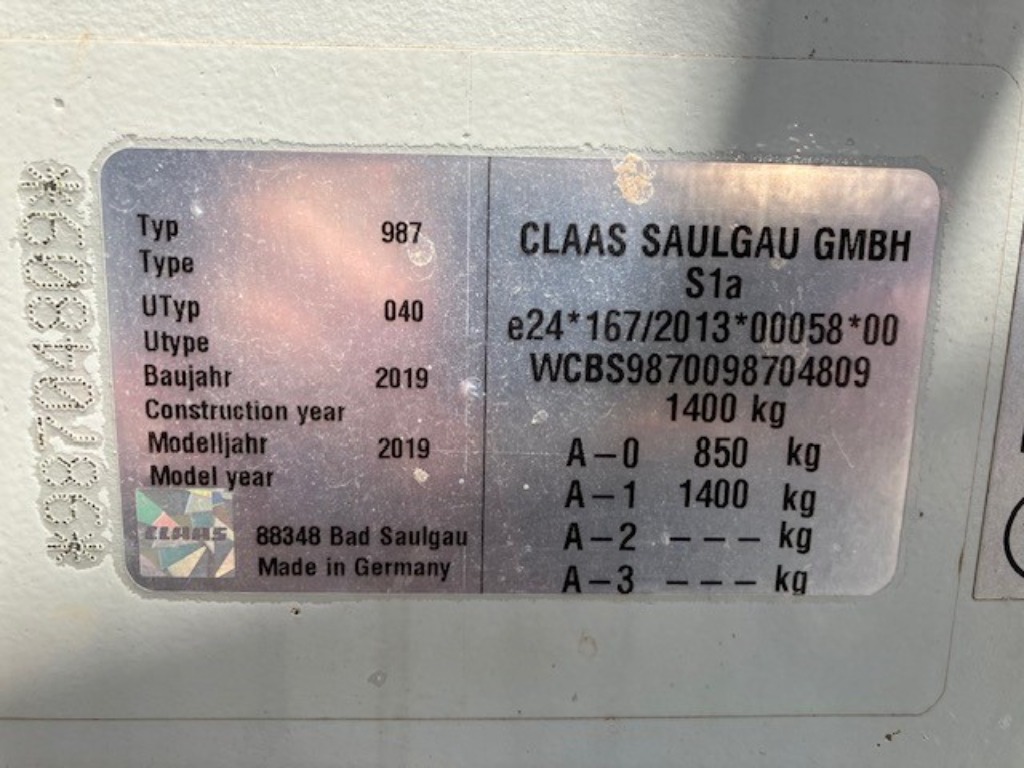 *98704809*
Typ 987
Type
UTyp 040
Utype
Baujahr 2019
Construction year
Modelljahr 2019
Model year
CLAAS
88348 Bad Saulgau
Made in Germany
CLAAS SAULGAU GMBH
S1a
e24*167/2013*00058*00
WCBS9870098704809
1400 kg
A-0 850 kg
A-1 1400 kg
A-2 --- kg
A-3 --- kg